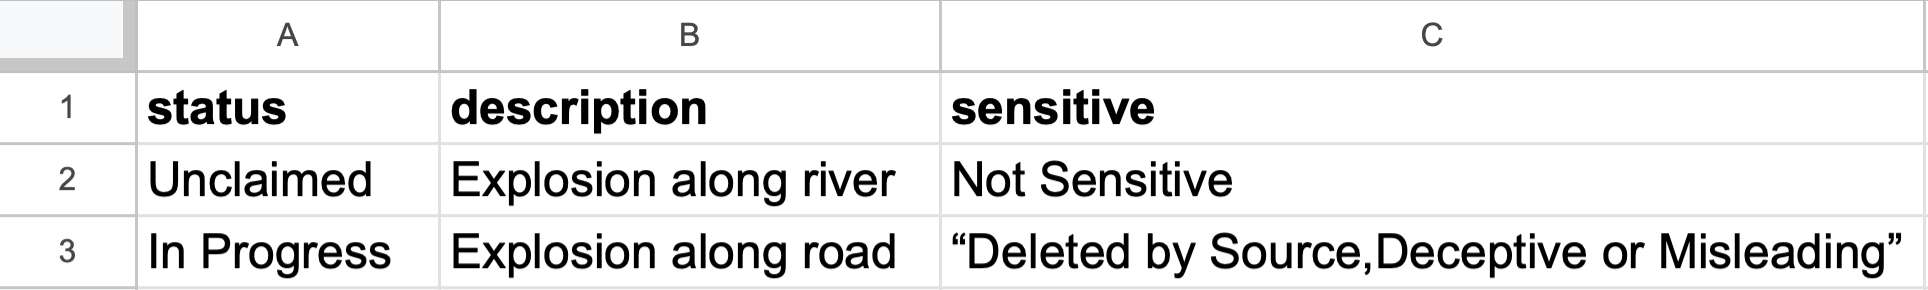 A B C
1 status description sensitive
2 Unclaimed Explosion along river Not Sensitive
3 In Progress Explosion along road “Deleted by Source,Deceptive or Misleading”